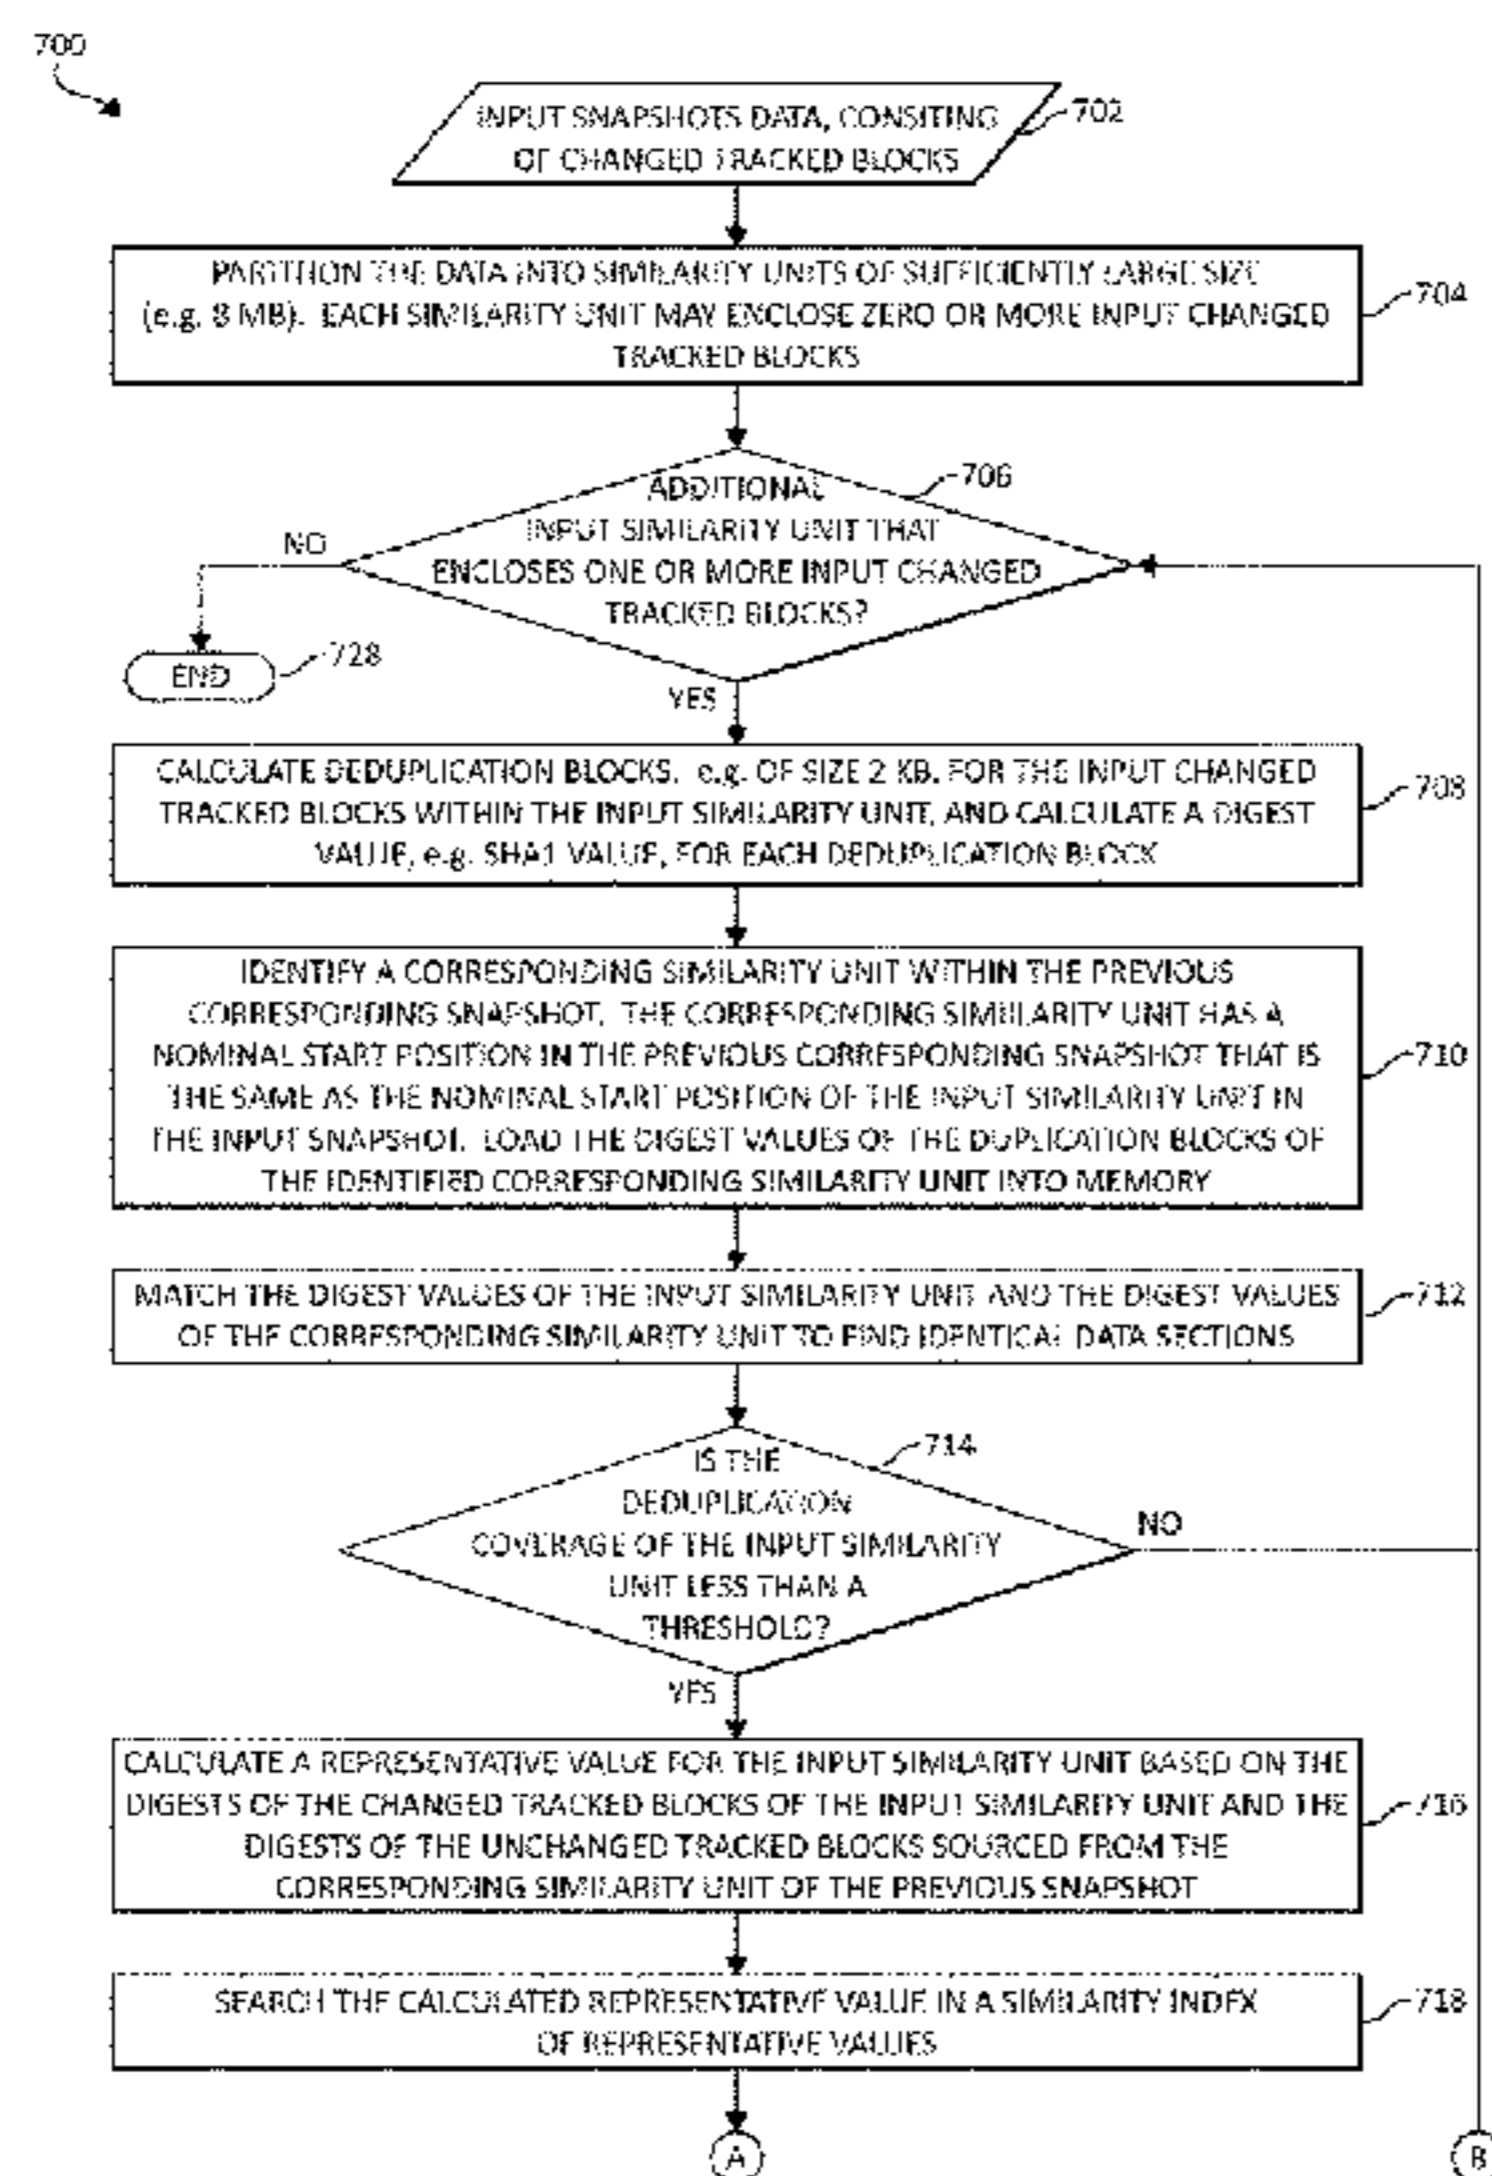 700
INPUT SNAPSHOTS DATA, CONSITING
OF CHANGED TRACKED BLOCKS
702
PARTITION THE DATA INTO SIMILARITY UNITS OF SUFFICIENTLY LARGE SIZE
(e.g. 8 MB). EACH SIMILARITY UNIT MAY ENCLOSE ZERO OR MORE INPUT CHANGED
TRACKED BLOCKS
704
ADDITIONAL
INPUT SIMILARITY UNIT THAT
ENCLOSES ONE OR MORE INPUT CHANGED
TRACKED BLOCKS?
706
NO
END
728
YES
CALCULATE DEDUPLICATION BLOCKS. e.g. OF SIZE 2 KB, FOR THE INPUT CHANGED
TRACKED BLOCKS WITHIN THE INPUT SIMILARITY UNIT, AND CALCULATE A DIGEST
VALUE, e.g. SHA1 VALUE, FOR EACH DEDUPLICATION BLOCK
708
IDENTIFY A CORRESPONDING SIMILARITY UNIT WITHIN THE PREVIOUS
CORRESPONDING SNAPSHOT. THE CORRESPONDING SIMILARITY UNIT HAS A
NOMINAL START POSITION IN THE PREVIOUS CORRESPONDING SNAPSHOT THAT IS
THE SAME AS THE NOMINAL START POSITION OF THE INPUT SIMILARITY UNIT IN
THE INPUT SNAPSHOT. LOAD THE DIGEST VALUES OF THE DUPLICATION BLOCKS OF
THE IDENTIFIED CORRESPONDING SIMILARITY UNIT INTO MEMORY
710
MATCH THE DIGEST VALUES OF THE INPUT SIMILARITY UNIT AND THE DIGEST VALUES
OF THE CORRESPONDING SIMILARITY UNIT TO FIND IDENTICAL DATA SECTIONS
712
IS THE
DEDUPLICATION
COVERAGE OF THE INPUT SIMILARITY
UNIT LESS THAN A
THRESHOLD?
714
NO
YES
CALCULATE A REPRESENTATIVE VALUE FOR THE INPUT SIMILARITY UNIT BASED ON THE
DIGESTS OF THE CHANGED TRACKED BLOCKS OF THE INPUT SIMILARITY UNIT AND THE
DIGESTS OF THE UNCHANGED TRACKED BLOCKS SOURCED FROM THE
CORRESPONDING SIMILARITY UNIT OF THE PREVIOUS SNAPSHOT
716
SEARCH THE CALCULATED REPRESENTATIVE VALUE IN A SIMILARITY INDEX
OF REPRESENTATIVE VALUES
718
A
B